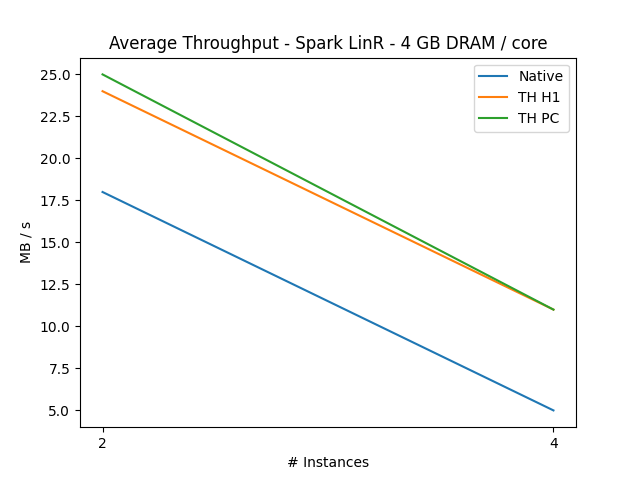 Average Throughput - Spark LinR - 4 GB DRAM / core
25.0
22.5
20.0
17.5
15.0
12.5
10.0
7.5
5.0
MB / s
Native
TH H1
TH PC
2
4
# Instances